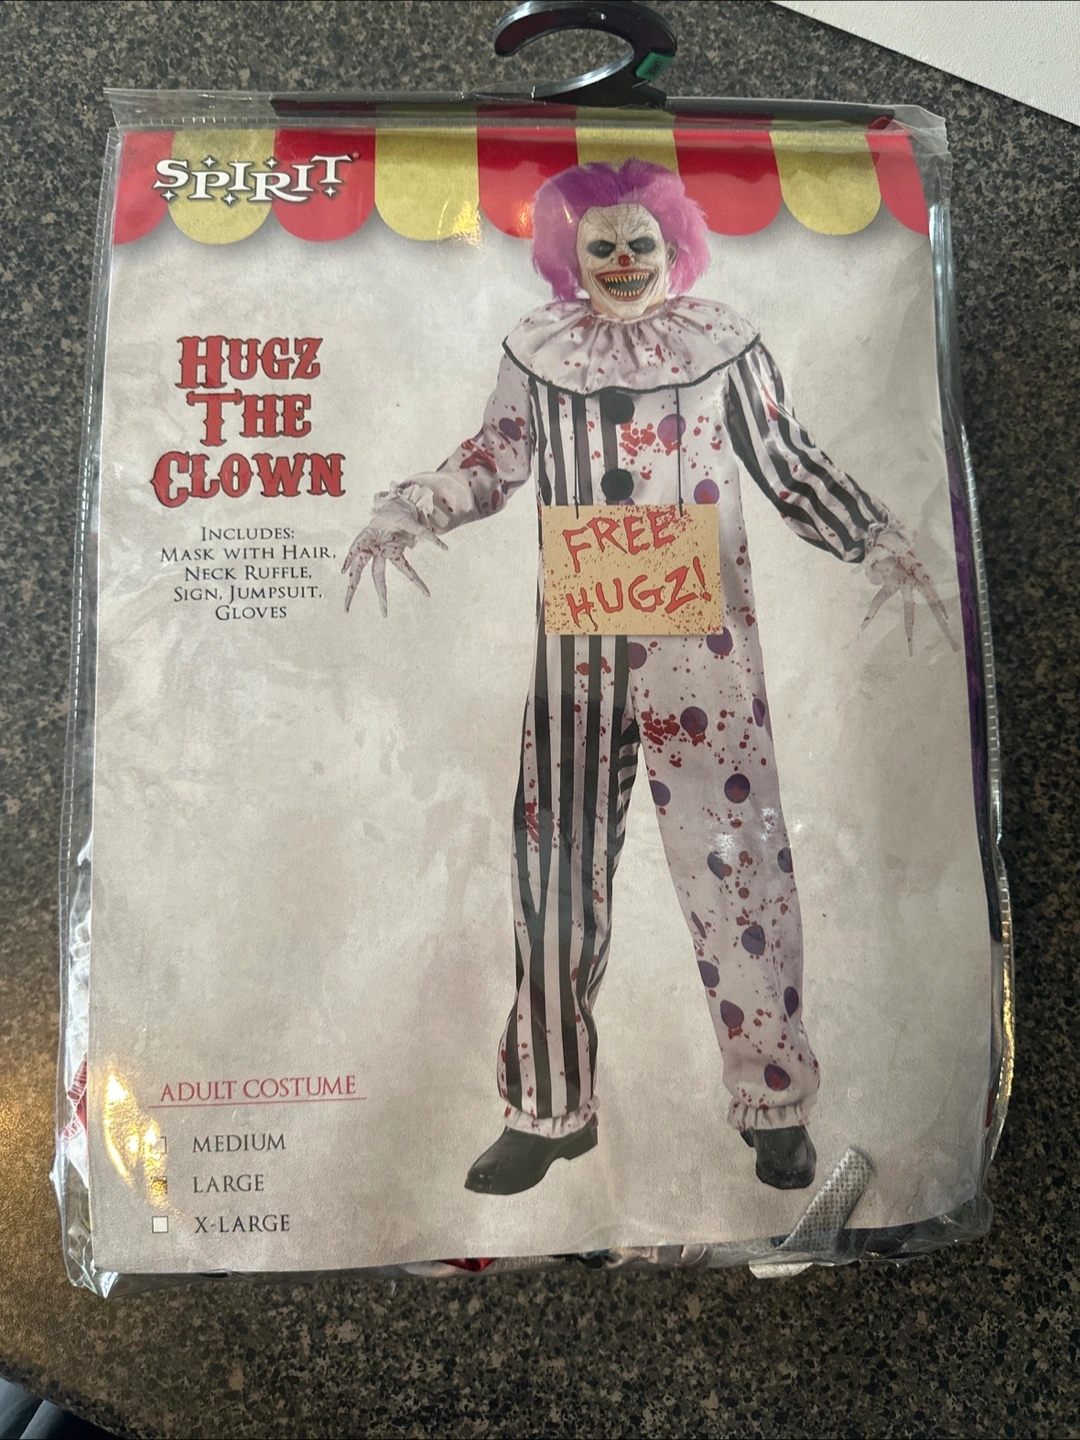 SPIRIT
HUGZ
THE
CLOWN
INCLUDES:
MASK WITH HAIR,
NECK RUFFLE,
SIGN, JUMPSUIT,
GLOVES
FREE
HUGZ!
ADULT COSTUME
MEDIUM
LARGE
X-LARGE